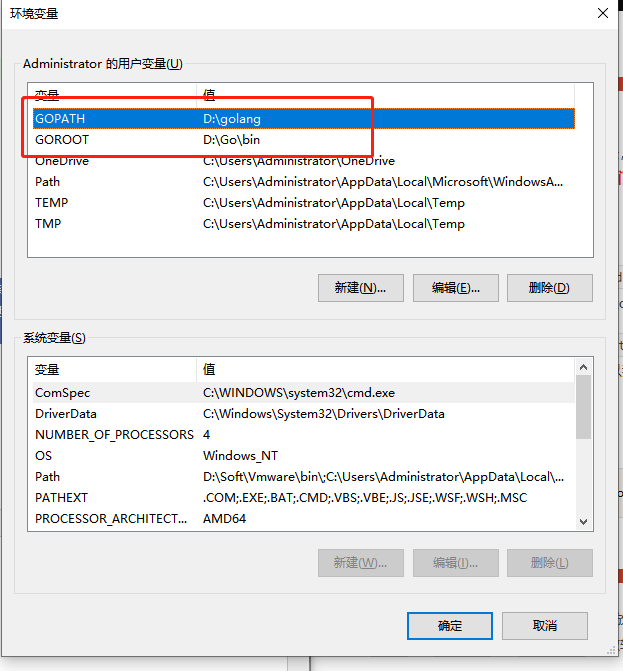 环境变量
Administrator 的用户变量(U)
变量 值
GOPATH D:\golang
GOROOT D:\Go\bin
OneDrive C:\Users\Administrator\OneDrive
Path C:\Users\Administrator\AppData\Local\Microsoft\WindowsA...
TEMP C:\Users\Administrator\AppData\Local\Temp
TMP C:\Users\Administrator\AppData\Local\Temp
新建(N)... 编辑(E)... 删除(D)
系统变量(S)
变量 值
ComSpec C:\WINDOWS\system32\cmd.exe
DriverData C:\Windows\System32\Drivers\DriverData
NUMBER_OF_PROCESSORS 4
OS Windows_NT
Path D:\Soft\Vmware\bin\;C:\Users\Administrator\AppData\Local\...
PATHEXT .COM;.EXE;.BAT;.CMD;.VBS;.VBE;.JS;.JSE;.WSF;.WSH;.MSC
PROCESSOR_ARCHITECT... AMD64
新建(W)... 编辑(I)... 删除(L)
确定 取消